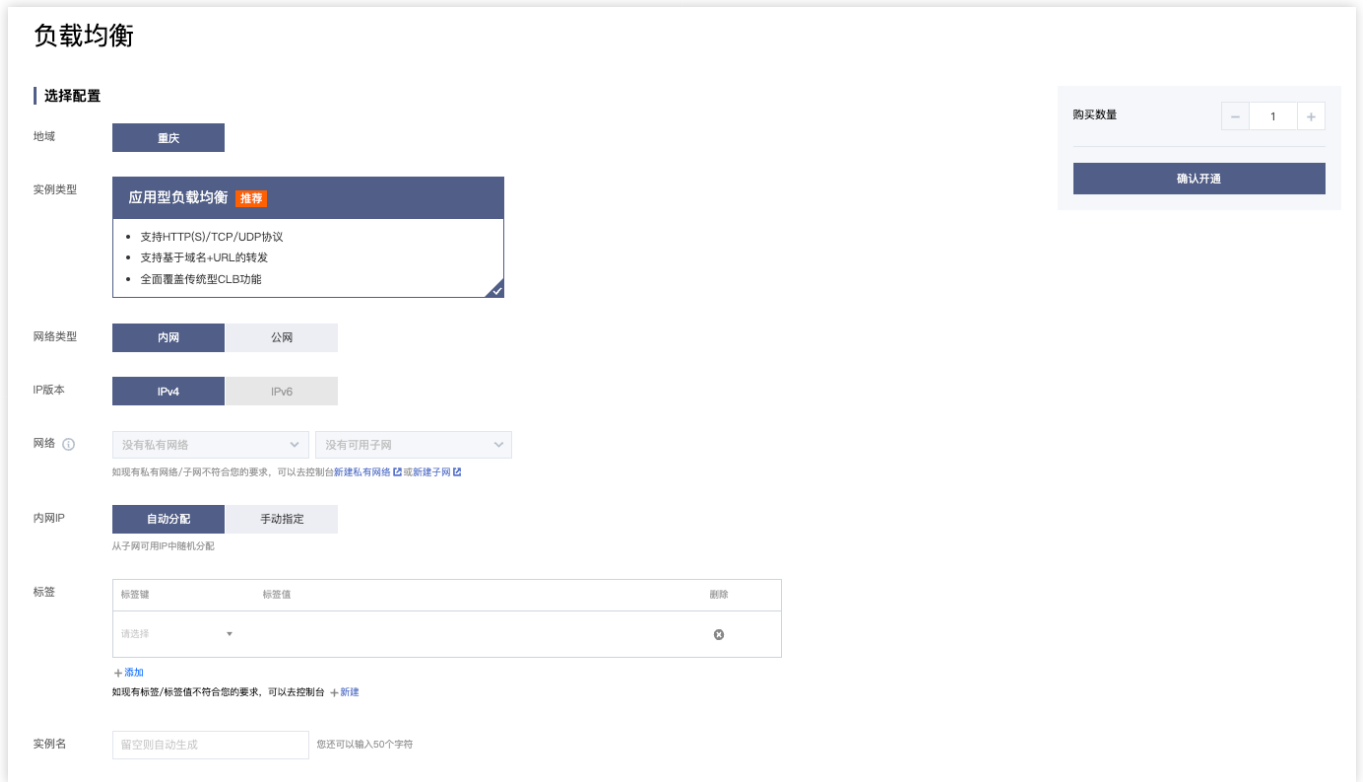 负载均衡
选择配置
地域 重庆
购买数量 − 1 +
确认开通
实例类型 应用型负载均衡 推荐
• 支持HTTP(S)/TCP/UDP协议
• 支持基于域名+URL的转发
• 全面覆盖传统型CLB功能
网络类型 内网 公网
IP版本 IPv4 IPv6
网络 没有私有网络 没有可用子网
如现有私有网络/子网不符合您的要求，可以去控制台新建私有网络 或新建子网
内网IP 自动分配 手动指定
从子网可用IP中随机分配
标签 标签键 标签值 删除
请选择
+添加
如现有标签/标签值不符合您的要求，可以去控制台 +新建
实例名 留空则自动生成 您还可以输入50个字符